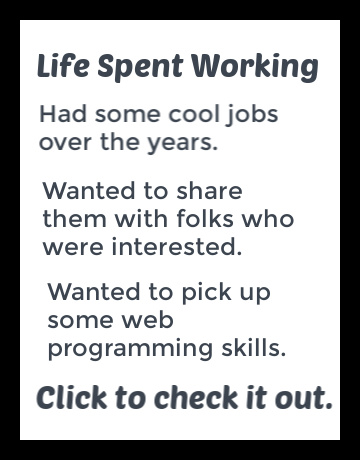 Life Spent Working
Had some cool jobs
over the years.
Wanted to share
them with folks who
were interested.
Wanted to pick up
some web
programming skills.
Click to check it out.